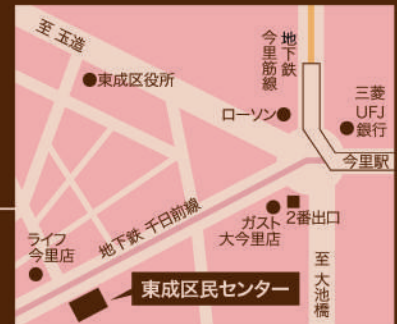 至 玉造
地下鉄
今里筋線
東成区役所
ローソン
三菱
UFJ
銀行
今里駅
地下鉄 千日前線
ガスト
大今里店
2番出口
ライフ
今里店
至 大池橋
東成区民センター